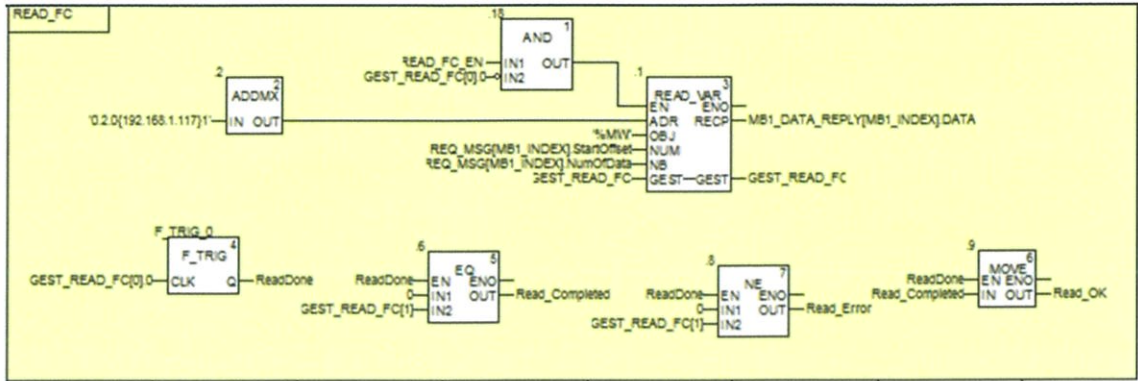 READ_FC
.18
1
AND
READ_FC_EN IN1 OUT
GEST_READ_FC[0].0 IN2
.2
2
ADDMX
'0.2.0{192.168.1.117}1' IN OUT
.1
3
READ_VAR
EN ENO
ADR RECP MB1_DATA_REPLY[MB1_INDEX].DATA
'%MW' OBJ
REQ_MSG[MB1_INDEX].StartOffset NUM
REQ_MSG[MB1_INDEX].NumOfData NB
GEST_READ_FC GEST GEST GEST_READ_FC
F_TRIG_0
4
F_TRIG
GEST_READ_FC[0].0 CLK Q ReadDone
.6
5
EQ
ReadDone EN ENO
0 IN1 OUT Read_Completed
GEST_READ_FC[1] IN2
.8
7
NE
ReadDone EN ENO
0 IN1 OUT Read_Error
GEST_READ_FC[1] IN2
.9
6
MOVE
ReadDone EN ENO
Read_Completed IN OUT Read_OK